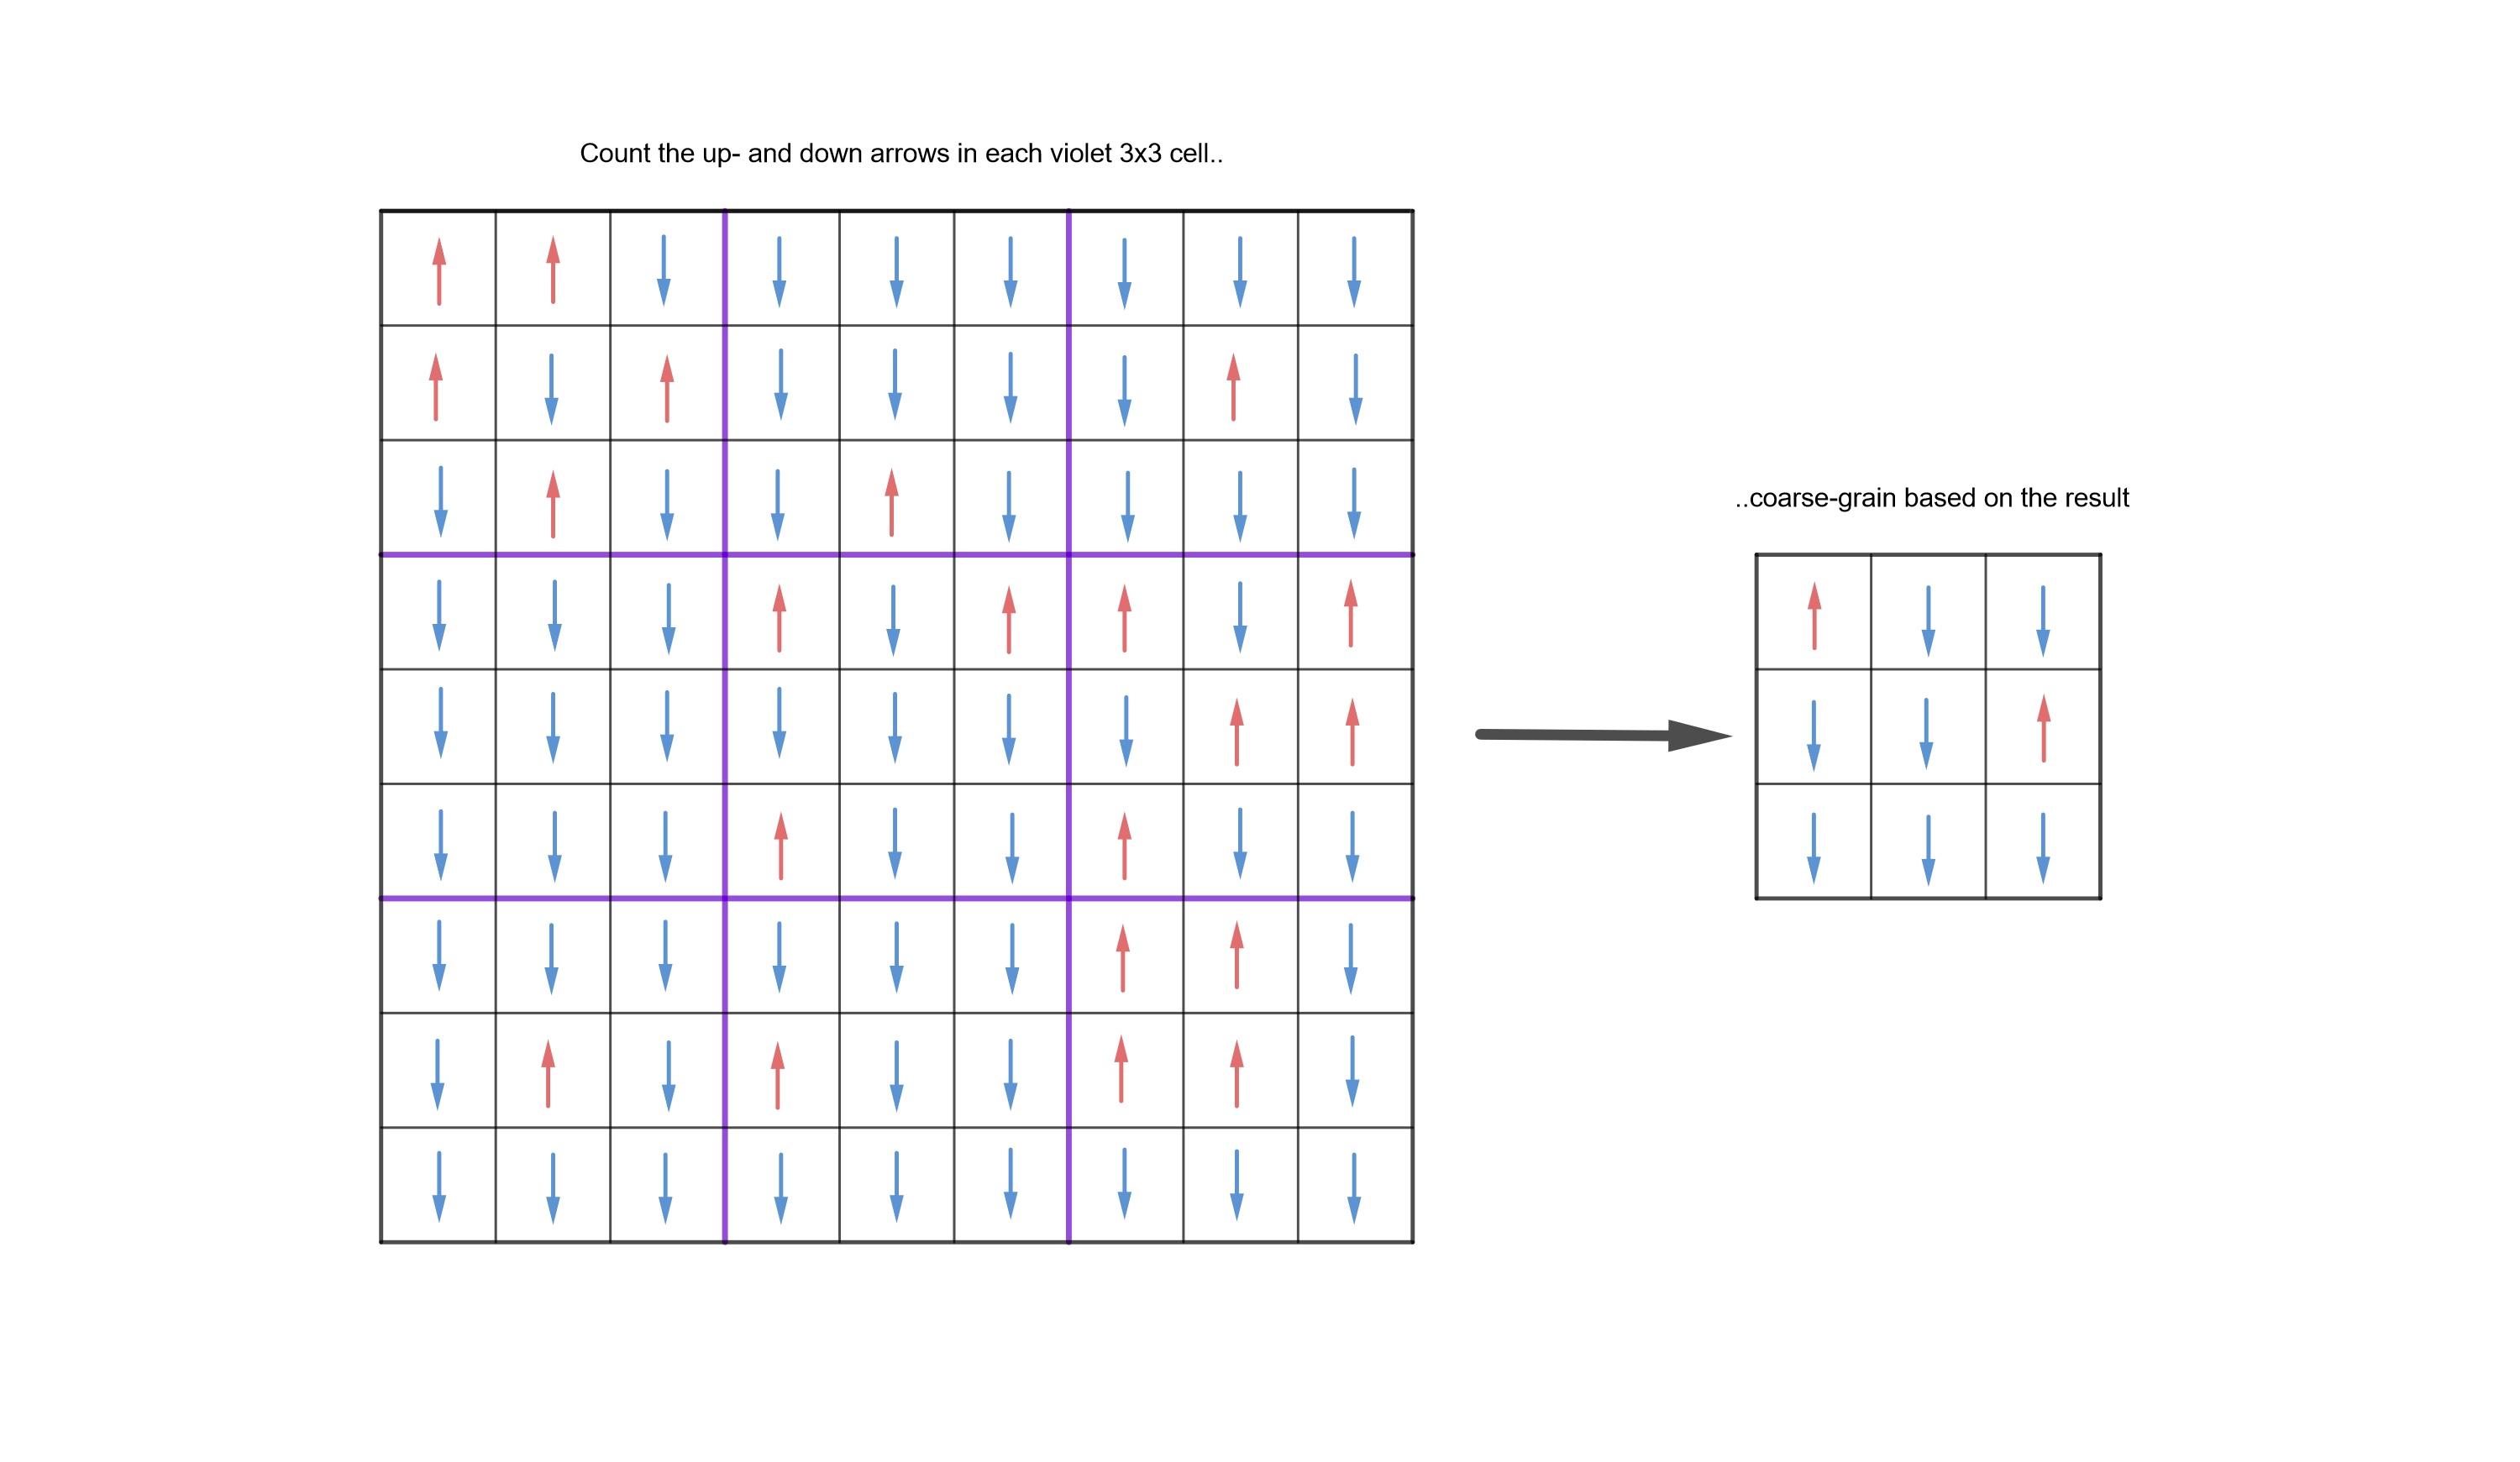 Count the up- and down arrows in each violet 3x3 cell..
..coarse-grain based on the result